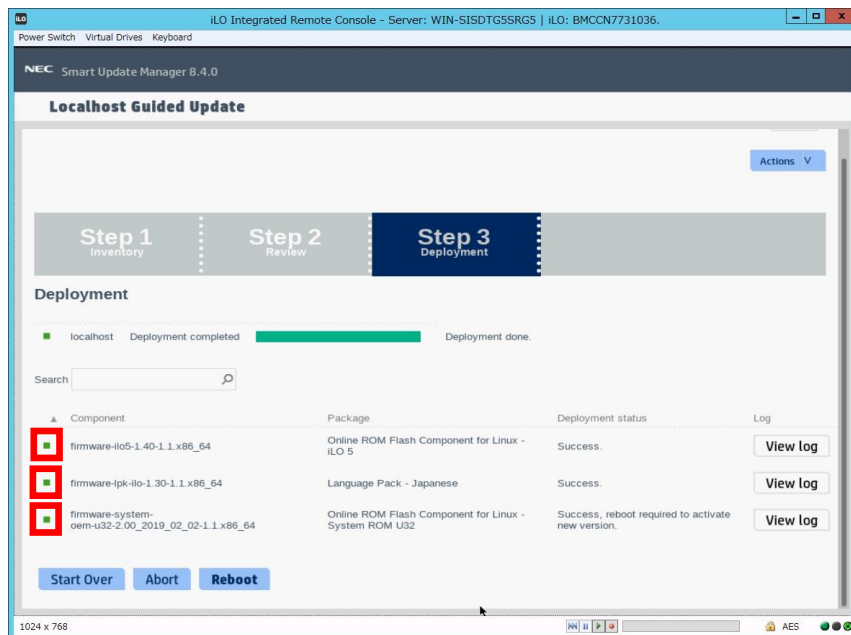 iLO
iLO Integrated Remote Console - Server: WIN-SISDTG5SRG5 | iLO: BMCCN7731036.
Power Switch Virtual Drives Keyboard
NEC Smart Update Manager 8.4.0
Localhost Guided Update
Actions
Step 1
Inventory
Step 2
Review
Step 3
Deployment
Deployment
localhost Deployment completed Deployment done.
Search
Component Package Deployment status Log
firmware-ilo5-1.40-1.1.x86_64
Online ROM Flash Component for Linux -
iLO 5
Success.
View log
firmware-lpk-ilo-1.30-1.1.x86_64
Language Pack - Japanese
Success.
View log
firmware-system-
oem-u32-2.00_2019_02_02-1.1.x86_64
Online ROM Flash Component for Linux -
System ROM U32
Success, reboot required to activate
new version.
View log
Start Over Abort Reboot
1024 x 768 AES